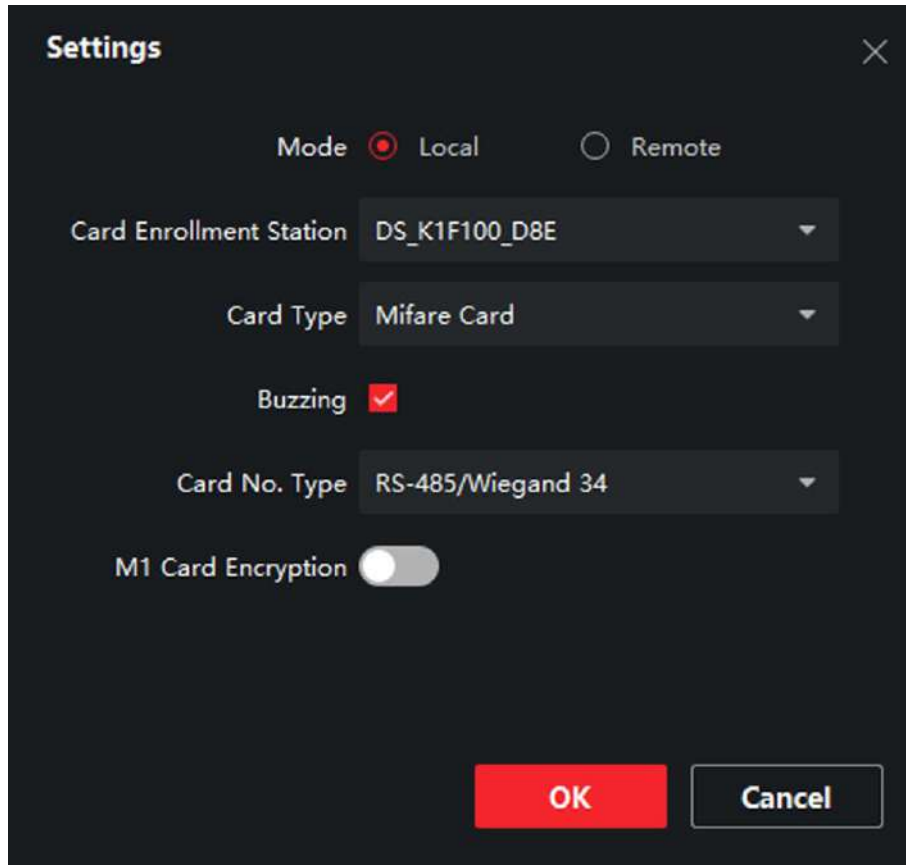 Settings
Mode Local Remote
Card Enrollment Station DS_K1F100_D8E
Card Type Mifare Card
Buzzing
Card No. Type RS-485/Wiegand 34
M1 Card Encryption
OK Cancel